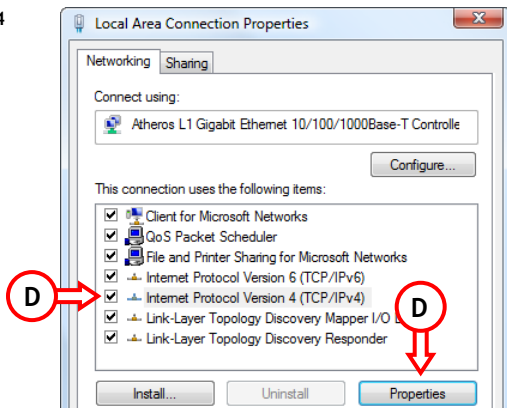 4
Local Area Connection Properties
Networking Sharing
Connect using:
Atheros L1 Gigabit Ethernet 10/100/1000Base-T Controlle
Configure...
This connection uses the following items:
Client for Microsoft Networks
QoS Packet Scheduler
File and Printer Sharing for Microsoft Networks
Internet Protocol Version 6 (TCP/IPv6)
D Internet Protocol Version 4 (TCP/IPv4) D
Link-Layer Topology Discovery Mapper I/O
Link-Layer Topology Discovery Responder
Install... Uninstall Properties